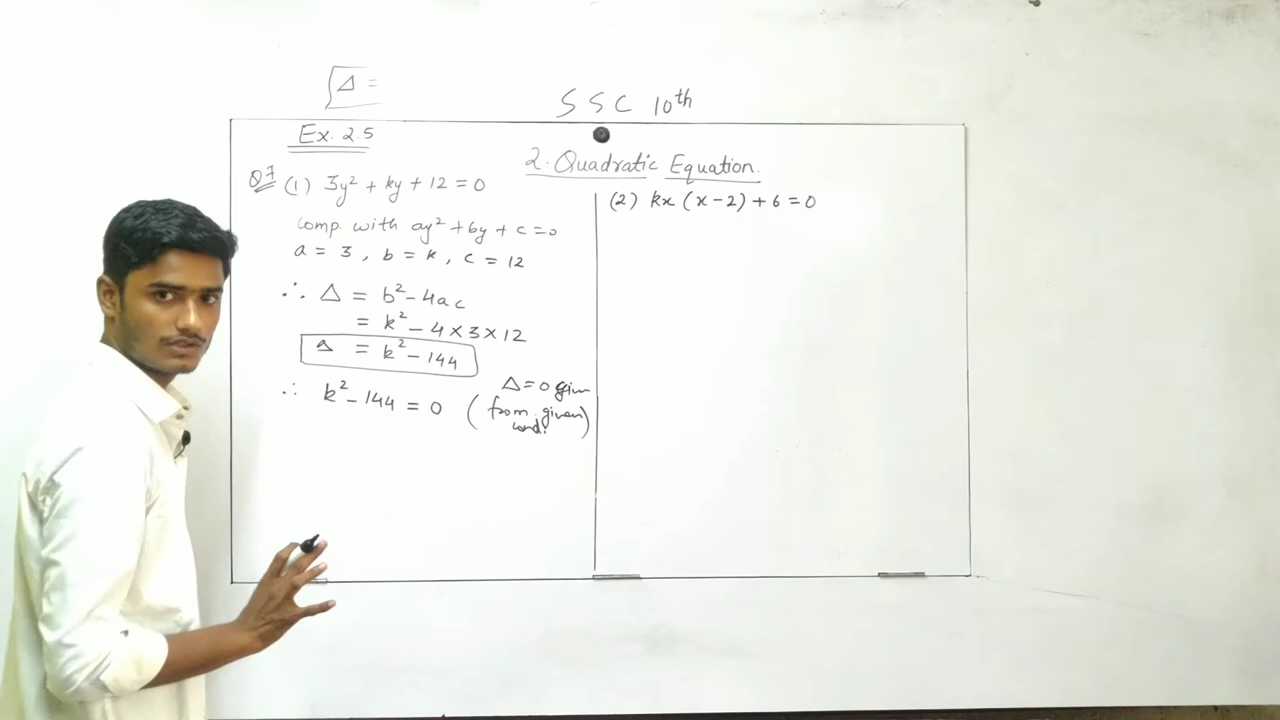 Δ =
SSC 10th
Ex. 2.5
2. Quadratic Equation.
Q7 (1) 3y² + ky + 12 = 0
comp. with ay² + by + c = 0
a = 3, b = k, c = 12
∴ Δ = b² - 4ac
= k² - 4 × 3 × 12
Δ = k² - 144
∴ k² - 144 = 0 (from given cond.)
Δ = 0 given
(2) kx (x - 2) + 6 = 0